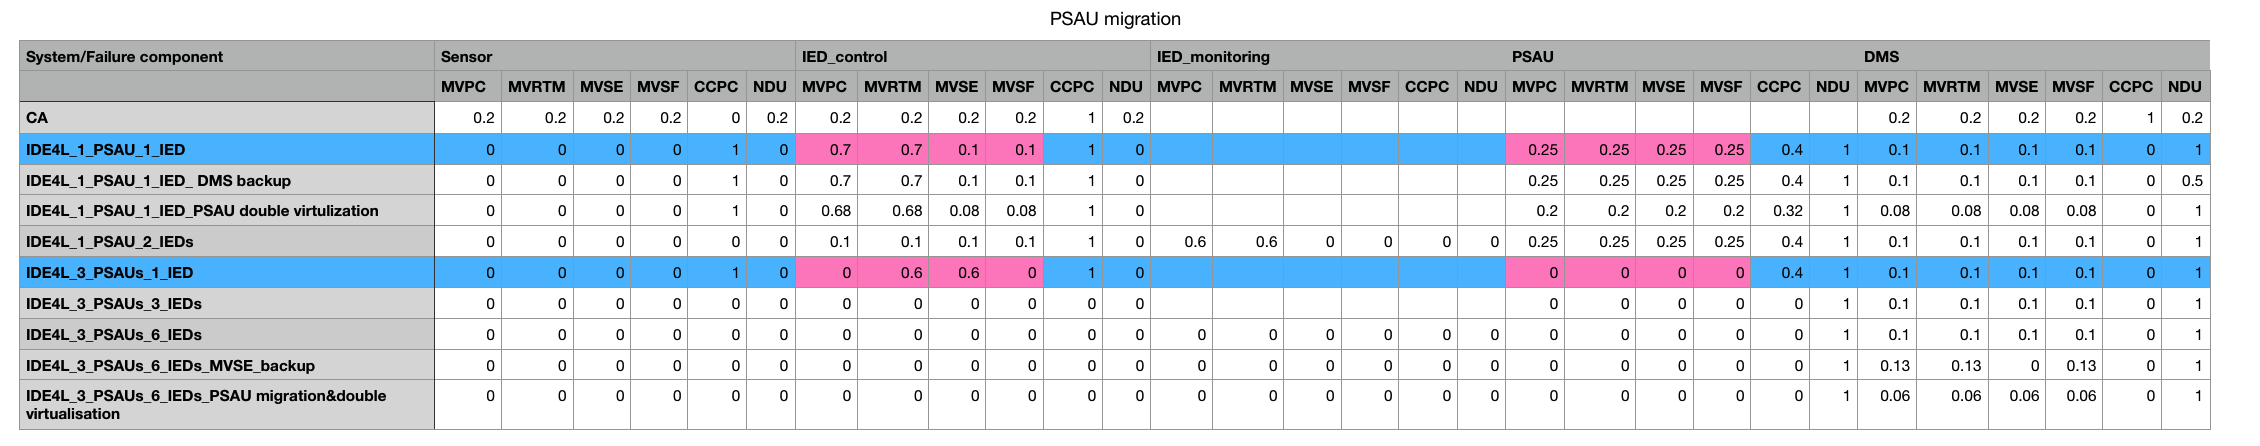 PSAU migration
System/Failure component Sensor IED_control IED_monitoring PSAU DMS
MVPC MVRTM MVSE MVSF CCPC NDU MVPC MVRTM MVSE MVSF CCPC NDU MVPC MVRTM MVSE MVSF CCPC NDU MVPC MVRTM MVSE MVSF CCPC NDU MVPC MVRTM MVSE MVSF CCPC NDU
CA 0.2 0.2 0.2 0.2 0 0.2 0.2 0.2 0.2 0.2 1 0.2 0.2 0.2 0.2 0.2 1 0.2
IDE4L_1_PSAU_1_IED 0 0 0 0 1 0 0.7 0.7 0.1 0.1 1 0 0.25 0.25 0.25 0.25 0.4 1 0.1 0.1 0.1 0.1 0 1
IDE4L_1_PSAU_1_IED_ DMS backup 0 0 0 0 1 0 0.7 0.7 0.1 0.1 1 0 0.25 0.25 0.25 0.25 0.4 1 0.1 0.1 0.1 0.1 0 0.5
IDE4L_1_PSAU_1_IED_PSAU double virtulization 0 0 0 0 1 0 0.68 0.68 0.08 0.08 1 0 0.2 0.2 0.2 0.2 0.32 1 0.08 0.08 0.08 0.08 0 1
IDE4L_1_PSAU_2_IEDs 0 0 0 0 0 0 0.1 0.1 0.1 0.1 1 0 0.6 0.6 0 0 0 0 0.25 0.25 0.25 0.25 0.4 1 0.1 0.1 0.1 0.1 0 1
IDE4L_3_PSAUs_1_IED 0 0 0 0 1 0 0 0.6 0.6 0 1 0 0 0 0 0 0.4 1 0.1 0.1 0.1 0.1 0 1
IDE4L_3_PSAUs_3_IEDs 0 0 0 0 0 0 0 0 0 0 0 0 0 0 0 0 0 1 0.1 0.1 0.1 0.1 0 1
IDE4L_3_PSAUs_6_IEDs 0 0 0 0 0 0 0 0 0 0 0 0 0 0 0 0 0 0 0 0 0 0 0 1 0.1 0.1 0.1 0.1 0 1
IDE4L_3_PSAUs_6_IEDs_MVSE_backup 0 0 0 0 0 0 0 0 0 0 0 0 0 0 0 0 0 0 0 0 0 0 0 1 0.13 0.13 0 0.13 0 1
IDE4L_3_PSAUs_6_IEDs_PSAU migration&double 0 0 0 0 0 0 0 0 0 0 0 0 0 0 0 0 0 0 0 0 0 0 0 1 0.06 0.06 0.06 0.06 0 1
virtualisation